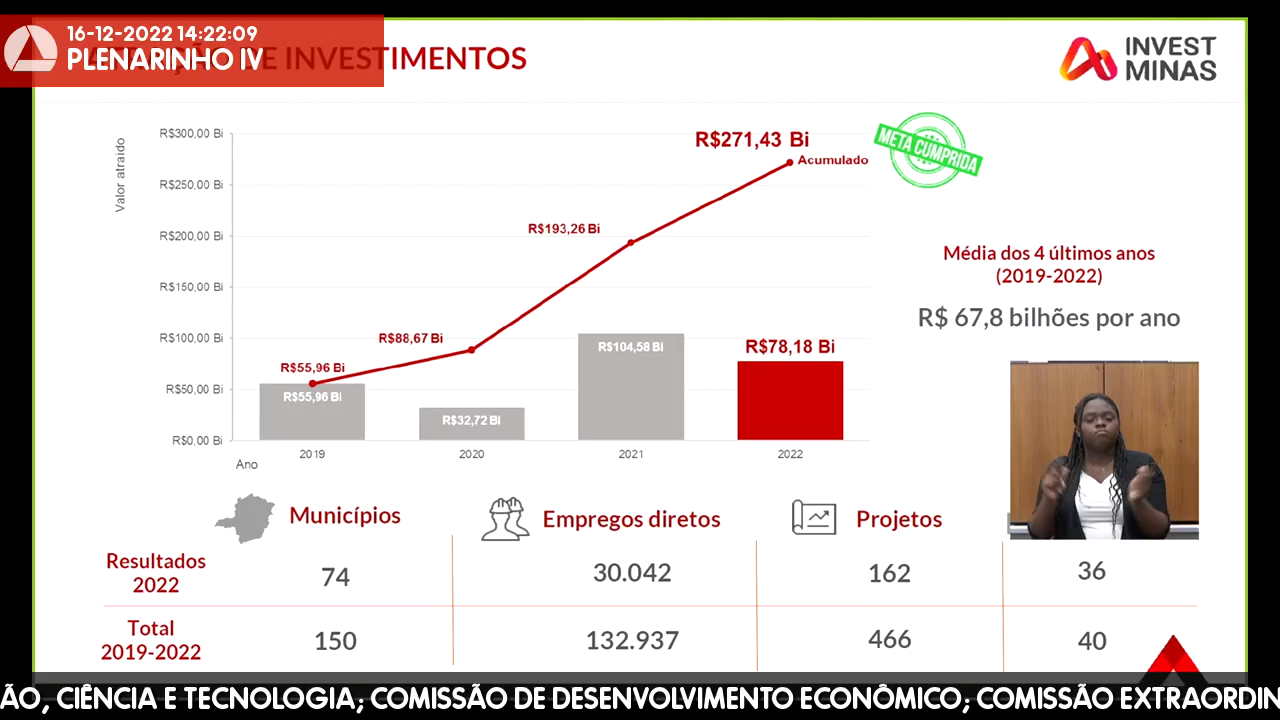 16-12-2022 14:22:09
PLENARINHO IV
DE INVESTIMENTOS
INVEST
MINAS
Valor atraído
R$300,00 Bi
R$250,00 Bi
R$200,00 Bi
R$150,00 Bi
R$100,00 Bi
R$50,00 Bi
R$0,00 Bi
R$271,43 Bi
Acumulado
META CUMPRIDA
R$193,26 Bi
R$88,67 Bi
R$55,96 Bi
R$55,96 Bi
R$32,72 Bi
R$104,58 Bi
R$78,18 Bi
2019
2020
2021
2022
Ano
Média dos 4 últimos anos
(2019-2022)
R$ 67,8 bilhões por ano
Municípios
Empregos diretos
Projetos
Resultados
2022
74
30.042
162
36
Total
2019-2022
150
132.937
466
40
ÃO, CIÊNCIA E TECNOLOGIA; COMISSÃO DE DESENVOLVIMENTO ECONÔMICO; COMISSÃO EXTRAORDIN